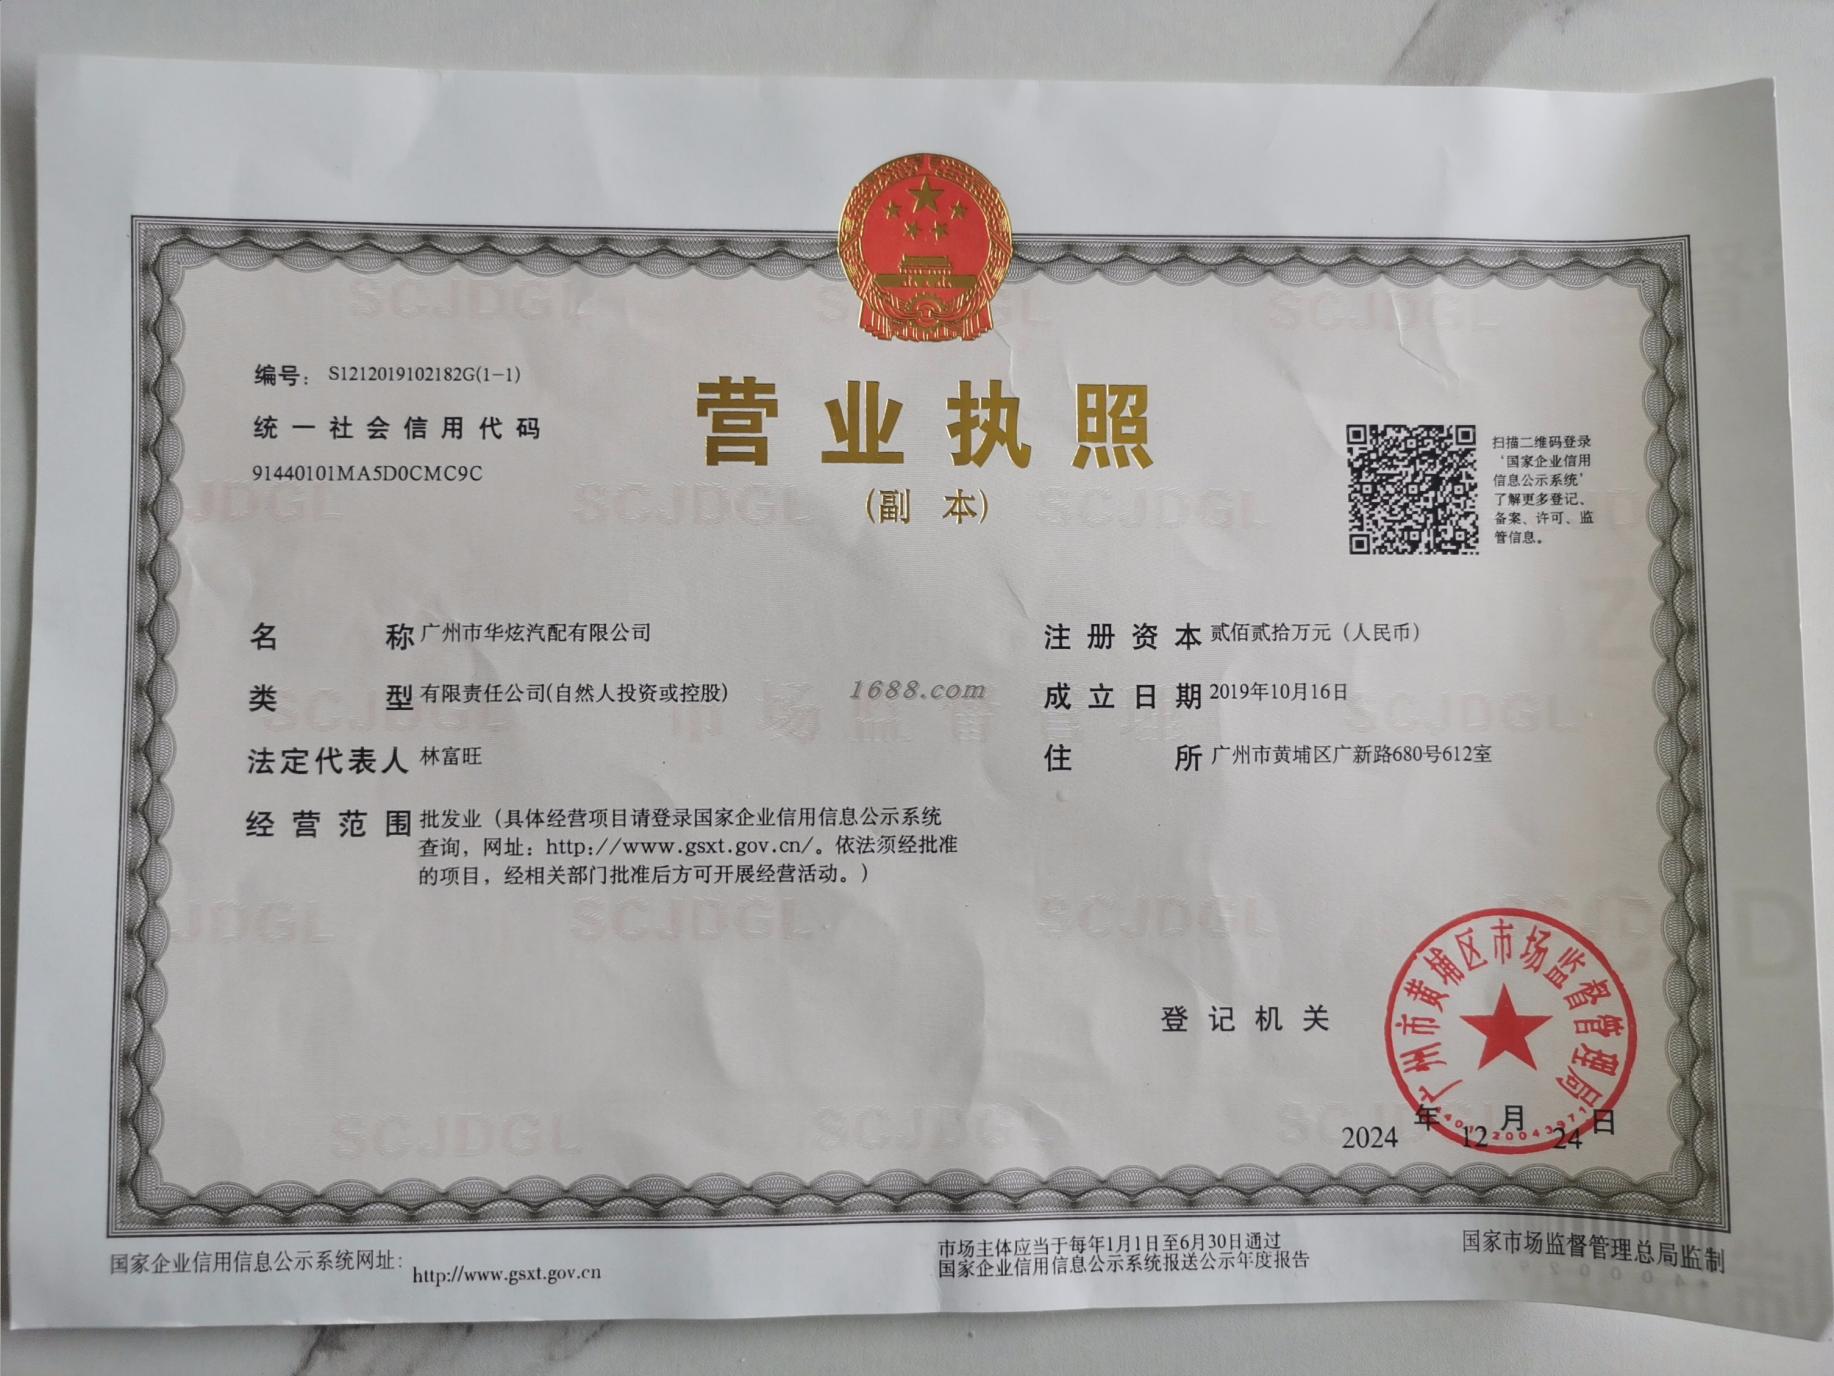 编号： S1212019102182G(1-1)
统一社会信用代码
91440101MA5D0CMC9C
营业执照
(副 本)
扫描二维码登录
‘国家企业信用
信息公示系统’
了解更多登记、
备案、许可、监
管信息。
名 称 广州市华炫汽配有限公司
类 型 有限责任公司(自然人投资或控股)
法定代表人 林富旺
经营范围 批发业（具体经营项目请登录国家企业信用信息公示系统
查询，网址：http://www.gsxt.gov.cn/。依法须经批准
的项目，经相关部门批准后方可开展经营活动。）
1688.com
注册资本 贰佰贰拾万元（人民币）
成立日期 2019年10月16日
住 所 广州市黄埔区广新路680号612室
SCJDGL
市场监督管理
登记机关
广州市黄埔区市场监督管理局
2024 年 12 月 24 日
国家企业信用信息公示系统网址： http://www.gsxt.gov.cn
市场主体应当于每年1月1日至6月30日通过
国家企业信用信息公示系统报送公示年度报告
国家市场监督管理总局监制